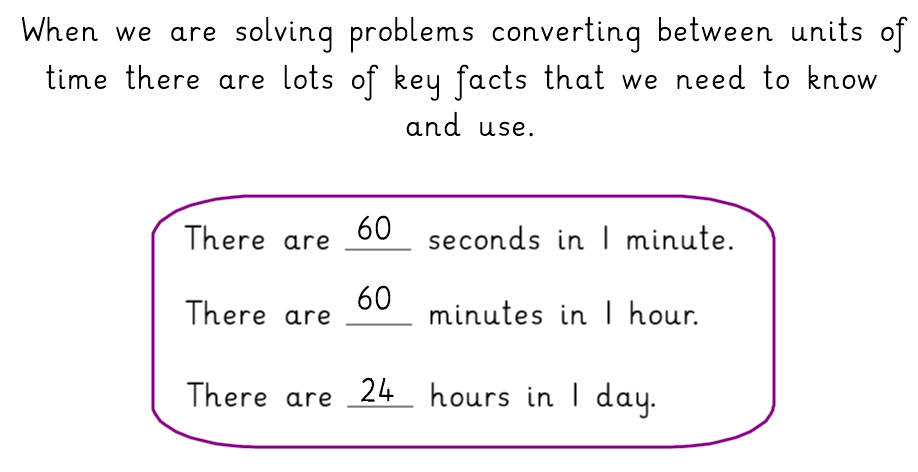 When we are solving problems converting between units of
time there are lots of key facts that we need to know
and use.
There are 60 seconds in 1 minute.
There are 60 minutes in 1 hour.
There are 24 hours in 1 day.